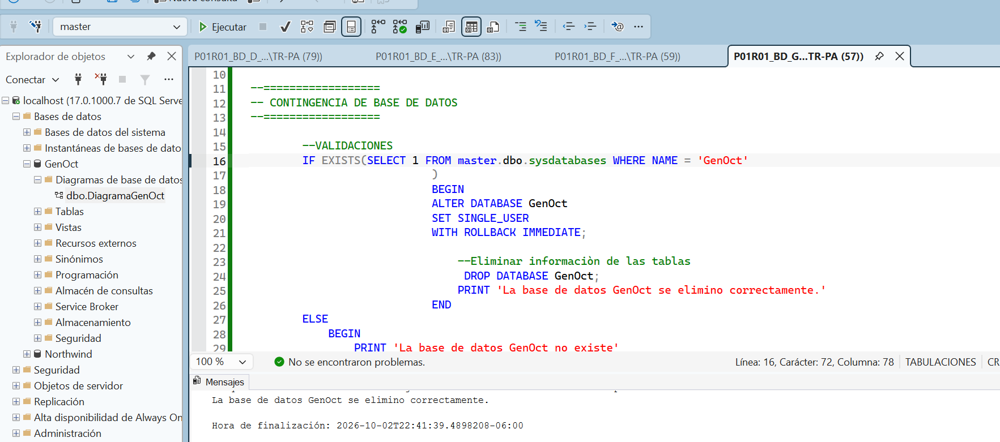 Nueva consulta
master
Ejecutar
Explorador de objetos
Conectar
localhost (17.0.1000.7 de SQL Serve
Bases de datos
Bases de datos del sistema
Instantáneas de bases de dato
GenOct
Diagramas de base de datos
dbo.DiagramaGenOct
Tablas
Vistas
Recursos externos
Sinónimos
Programación
Almacén de consultas
Service Broker
Almacenamiento
Seguridad
Northwind
Seguridad
Objetos de servidor
Replicación
Alta disponibilidad de Always On
Administración
P01R01_BD_D_...\TR-PA (79))
P01R01_BD_E_...\TR-PA (83))
P01R01_BD_F_...\TR-PA (59))
P01R01_BD_G...TR-PA (57))
10
11 --==================
12 -- CONTINGENCIA DE BASE DE DATOS
13 --==================
14
15 --VALIDACIONES
16 IF EXISTS(SELECT 1 FROM master.dbo.sysdatabases WHERE NAME = 'GenOct'
17 )
18 BEGIN
19 ALTER DATABASE GenOct
20 SET SINGLE_USER
21 WITH ROLLBACK IMMEDIATE;
22
23 --Eliminar informaciòn de las tablas
24 DROP DATABASE GenOct;
25 PRINT 'La base de datos GenOct se elimino correctamente.'
26 END
27 ELSE
28 BEGIN
29 PRINT 'La base de datos GenOct no existe'
100 %
No se encontraron problemas.
Línea: 16, Carácter: 72, Columna: 78
TABULACIONES
CR
Mensajes
La base de datos GenOct se elimino correctamente.
Hora de finalización: 2026-10-02T22:41:39.4898208-06:00